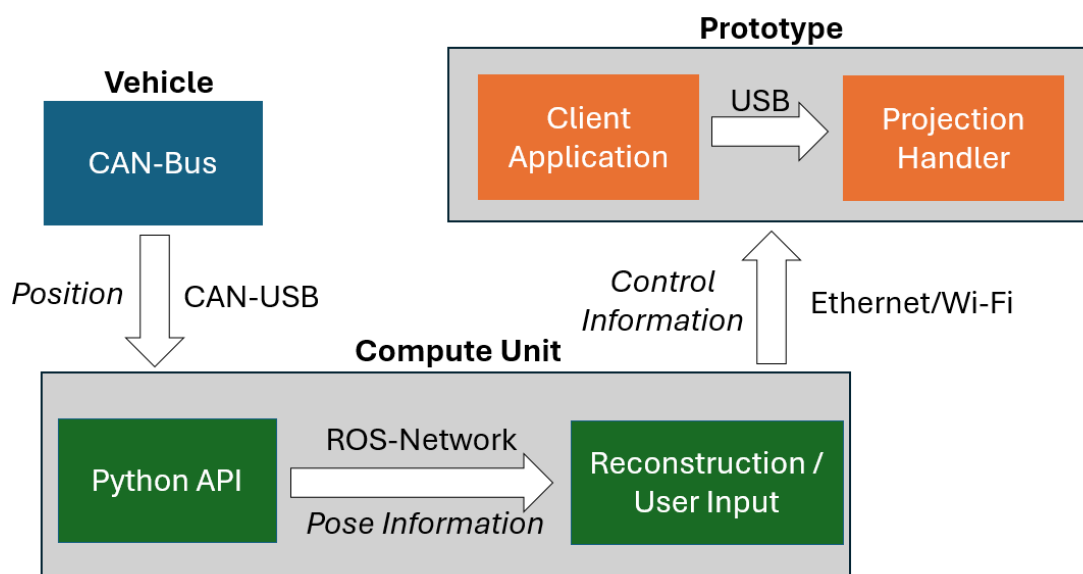 Prototype
Vehicle
Client
Application
USB
Projection
Handler
CAN-Bus
Position
CAN-USB
Control
Information
Ethernet/Wi-Fi
Compute Unit
Python API
ROS-Network
Pose Information
Reconstruction /
User Input